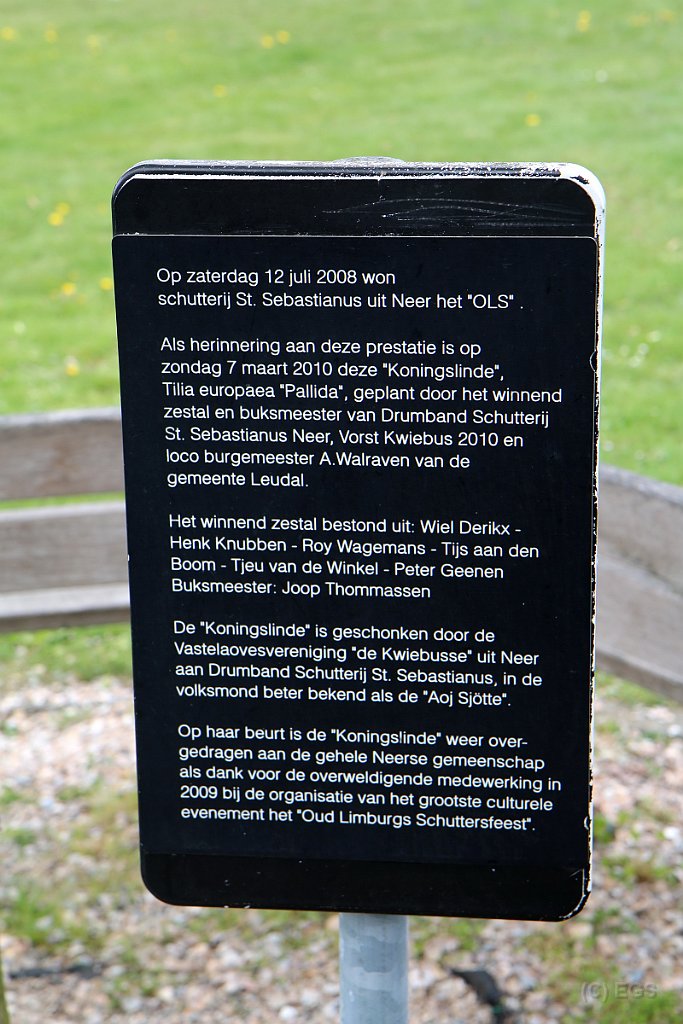 Op zaterdag 12 juli 2008 won
schutterij St. Sebastianus uit Neer het "OLS" .
Als herinnering aan deze prestatie is op
zondag 7 maart 2010 deze "Koningslinde",
Tilia europaea "Pallida", geplant door het winnend
zestal en buksmeester van Drumband Schutterij
St. Sebastianus Neer, Vorst Kwiebus 2010 en
loco burgemeester A.Walraven van de
gemeente Leudal.
Het winnend zestal bestond uit: Wiel Derikx -
Henk Knubben - Roy Wagemans - Tijs aan den
Boom - Tjeu van de Winkel - Peter Geenen
Buksmeester: Joop Thommassen
De "Koningslinde" is geschonken door de
Vastelaovesvereniging "de Kwiebusse" uit Neer
aan Drumband Schutterij St. Sebastianus, in de
volksmond beter bekend als de "Aoj Sjötte".
Op haar beurt is de "Koningslinde" weer over-
gedragen aan de gehele Neerse gemeenschap
als dank voor de overweldigende medewerking in
2009 bij de organisatie van het grootste culturele
evenement het "Oud Limburgs Schuttersfeest".
(C) EGS